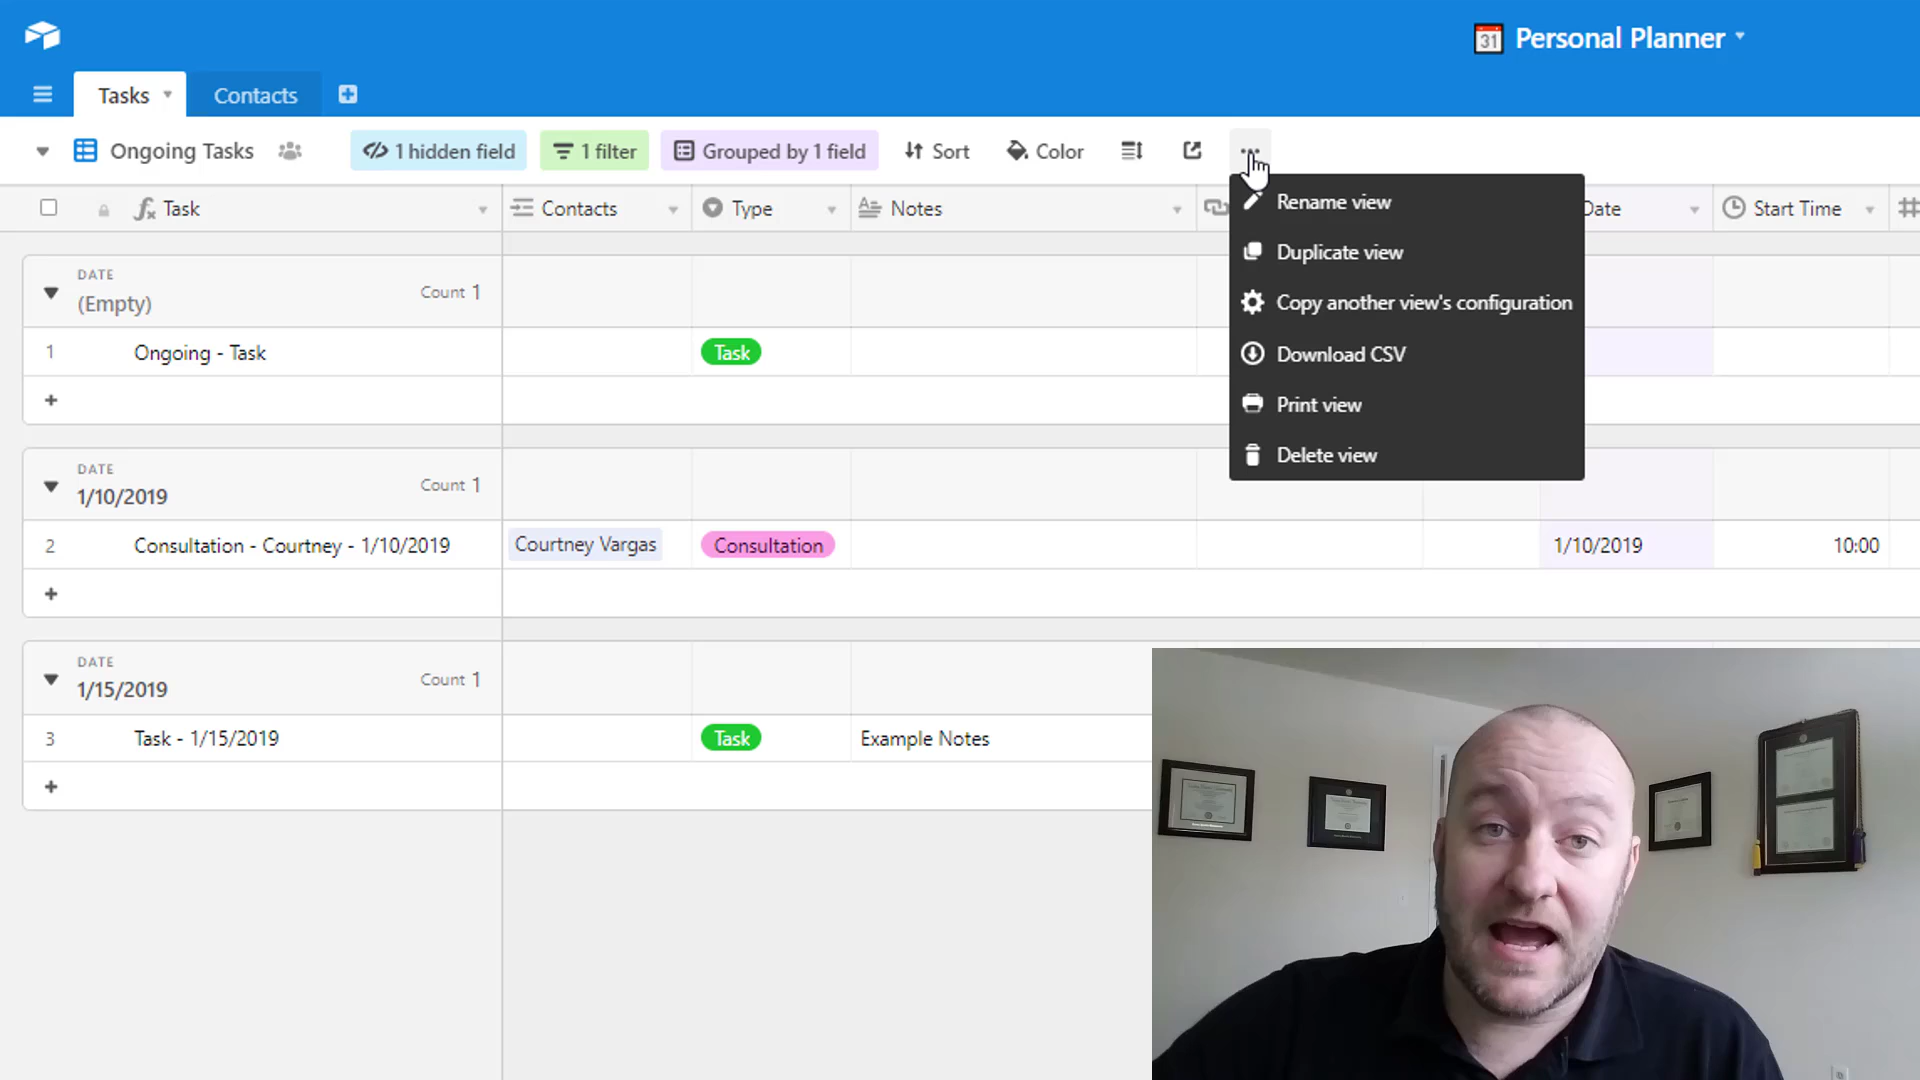 31 Personal Planner
Tasks Contacts
Ongoing Tasks 1 hidden field 1 filter Grouped by 1 field Sort Color
Task Contacts Type Notes Date Start Time
Rename view
Duplicate view
Copy another view's configuration
Download CSV
Print view
Delete view
DATE
(Empty) Count 1
1 Ongoing - Task Task
DATE
1/10/2019 Count 1
2 Consultation - Courtney - 1/10/2019 Courtney Vargas Consultation 1/10/2019 10:00
DATE
1/15/2019 Count 1
3 Task - 1/15/2019 Task Example Notes